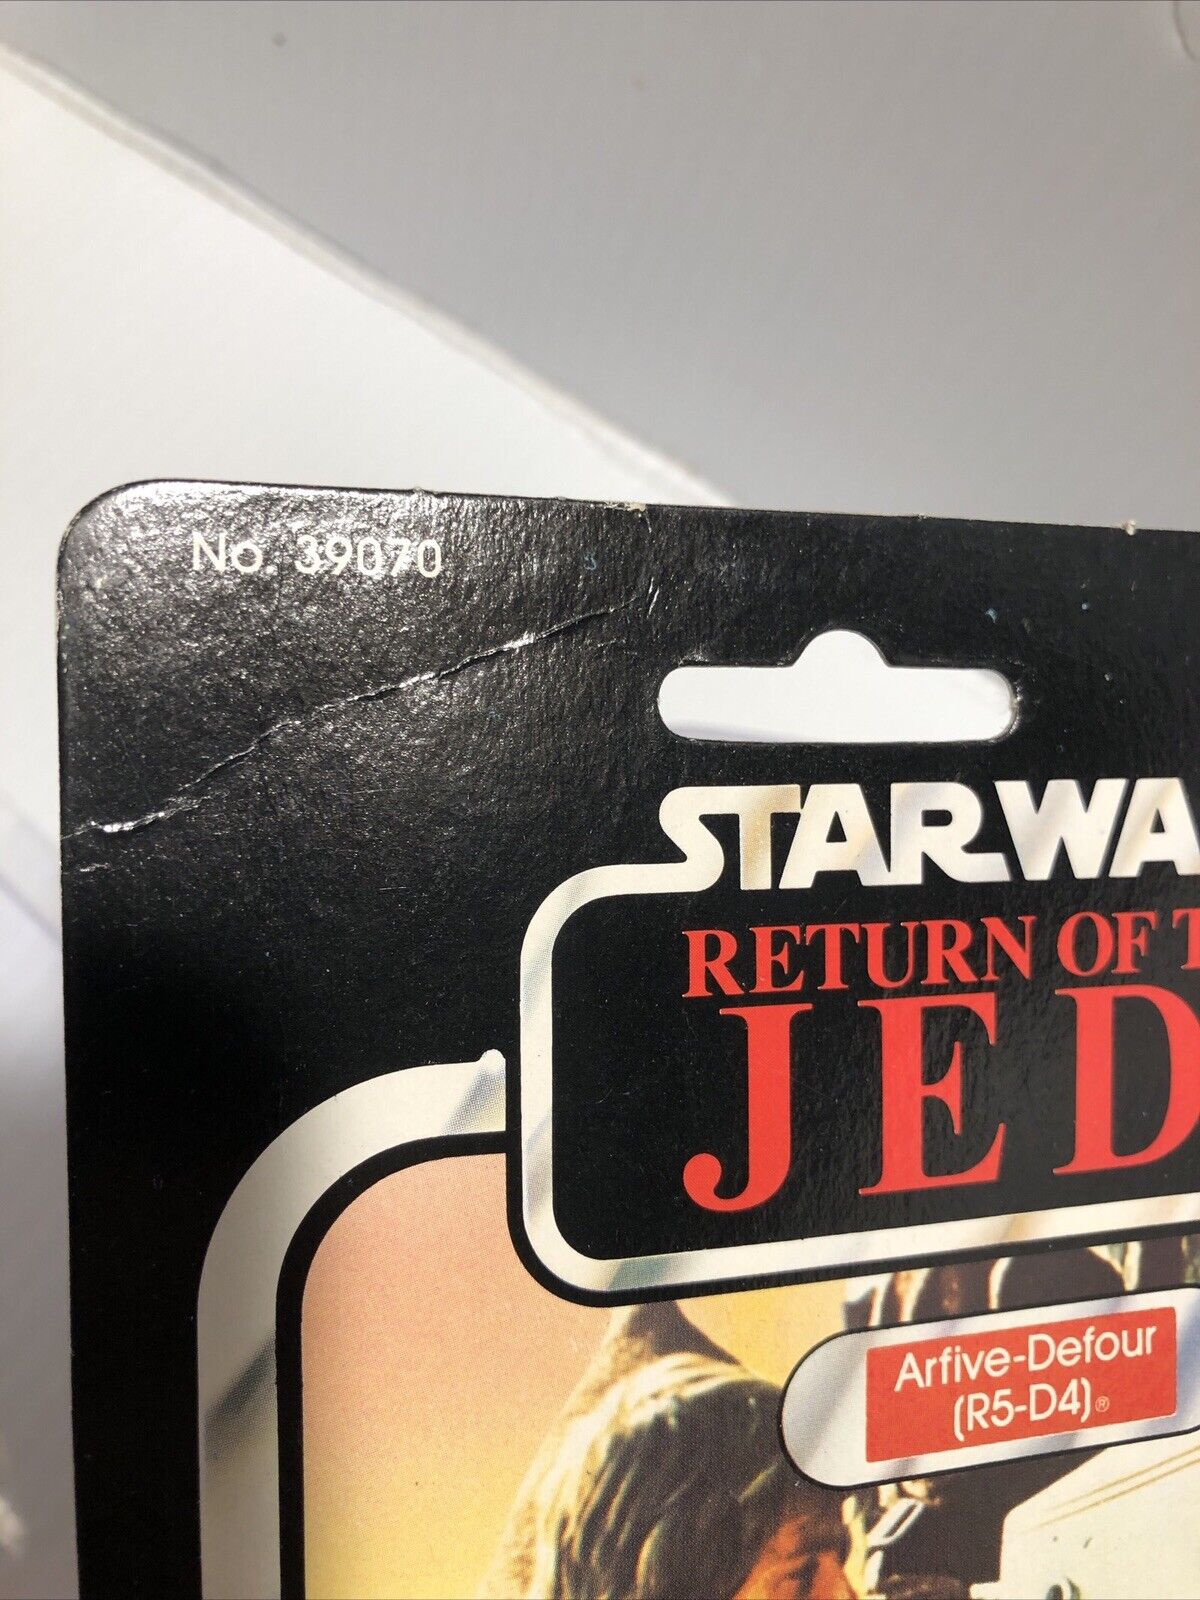 No. 39070
STAR WA
RETURN OF T
JED
Arfive-Defour
(R5-D4)®